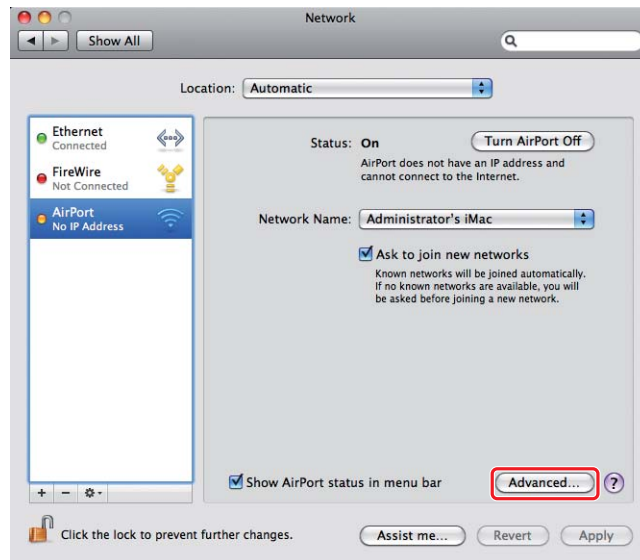 Network
Show All
Location: Automatic
Ethernet
Connected
FireWire
Not Connected
AirPort
No IP Address
Status: On
Turn AirPort Off
AirPort does not have an IP address and
cannot connect to the Internet.
Network Name: Administrator's iMac
Ask to join new networks
Known networks will be joined automatically.
If no known networks are available, you will
be asked before joining a new network.
Show AirPort status in menu bar
Advanced...
?
Click the lock to prevent further changes.
Assist me...
Revert
Apply